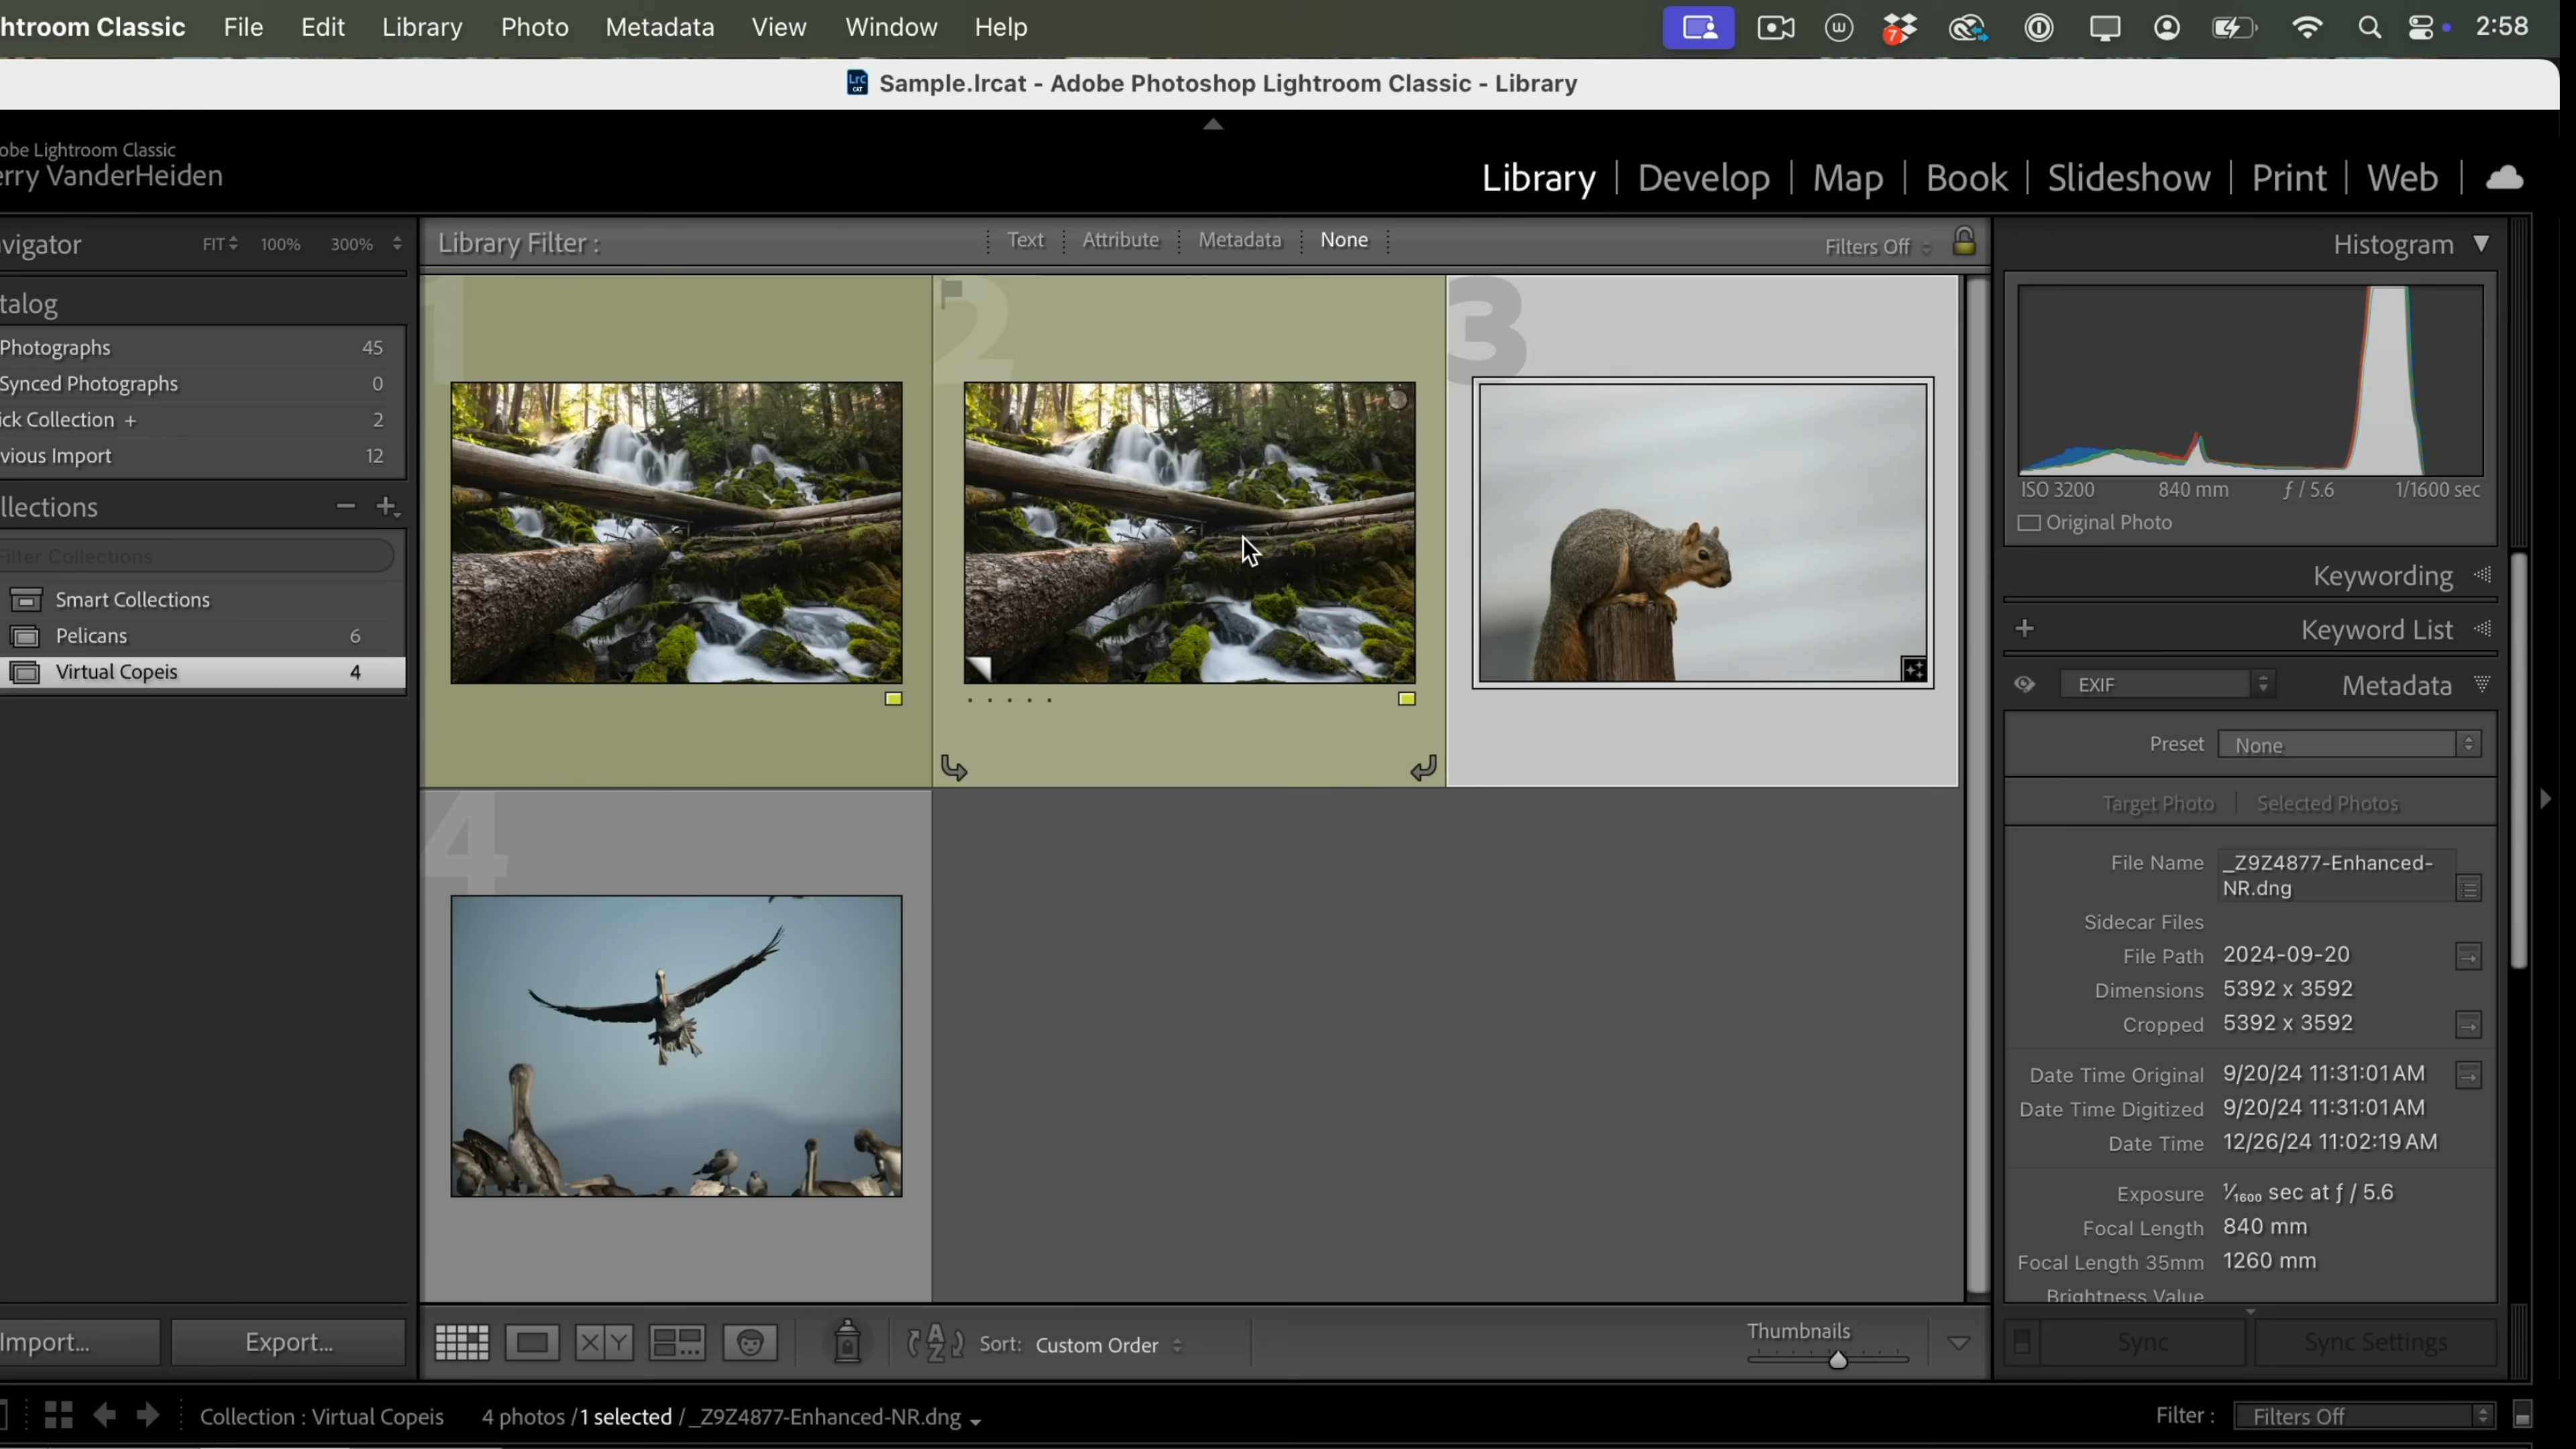 htroom Classic File Edit Library Photo Metadata View Window Help 7 2:58
Sample.lrcat - Adobe Photoshop Lightroom Classic - Library
obe Lightroom Classic
erry VanderHeiden
Library | Develop | Map | Book | Slideshow | Print | Web
vigator FIT 100% 300%
Library Filter : Text Attribute Metadata None Filters Off
Histogram
talog
Photographs 45
Synced Photographs 0
ick Collection + 2
vious Import 12
llections
Filter Collections
Smart Collections
Pelicans 6
Virtual Copeis 4
1
2
3
4
ISO 3200 840 mm ƒ / 5.6 1/1600 sec
Original Photo
Keywording
Keyword List
EXIF Metadata
Preset None
Target Photo Selected Photos
File Name _Z9Z4877-Enhanced-
NR.dng
Sidecar Files
File Path 2024-09-20
Dimensions 5392 x 3592
Cropped 5392 x 3592
Date Time Original 9/20/24 11:31:01 AM
Date Time Digitized 9/20/24 11:31:01 AM
Date Time 12/26/24 11:02:19 AM
Exposure 1/1600 sec at ƒ / 5.6
Focal Length 840 mm
Focal Length 35mm 1260 mm
Brightness Value
Import... Export... X Y Sort: Custom Order Thumbnails Sync Sync Settings
Collection : Virtual Copeis 4 photos / 1 selected / _Z9Z4877-Enhanced-NR.dng Filter : Filters Off